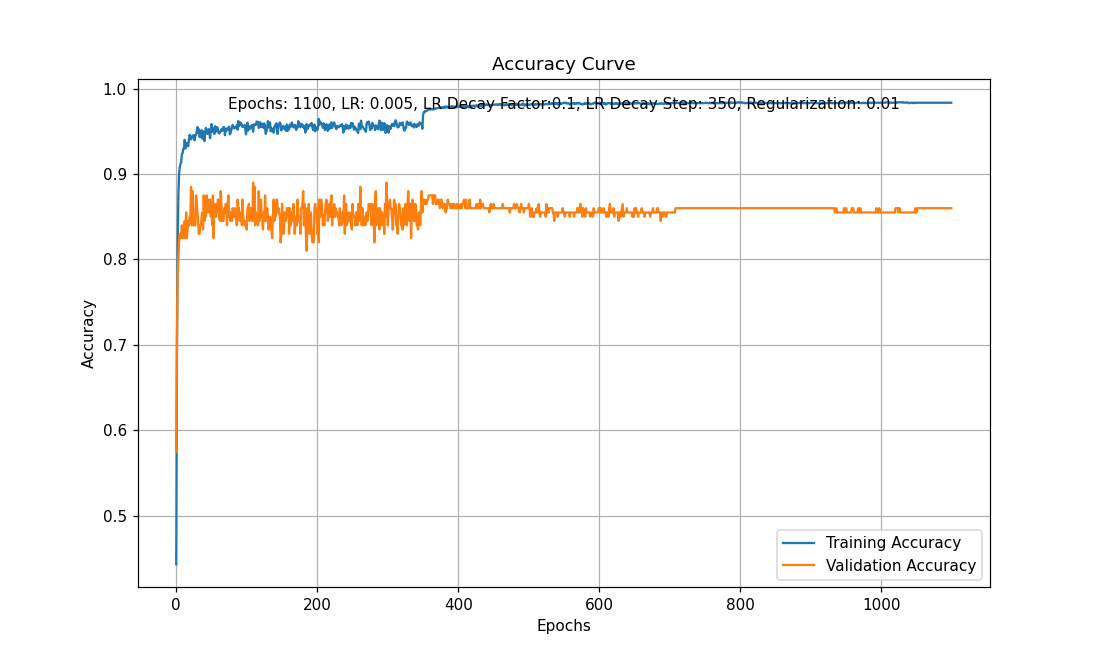 Accuracy Curve
Epochs: 1100, LR: 0.005, LR Decay Factor:0.1, LR Decay Step: 350, Regularization: 0.01
1.0
0.9
0.8
0.7
0.6
0.5
Accuracy
Training Accuracy
Validation Accuracy
0 200 400 600 800 1000
Epochs